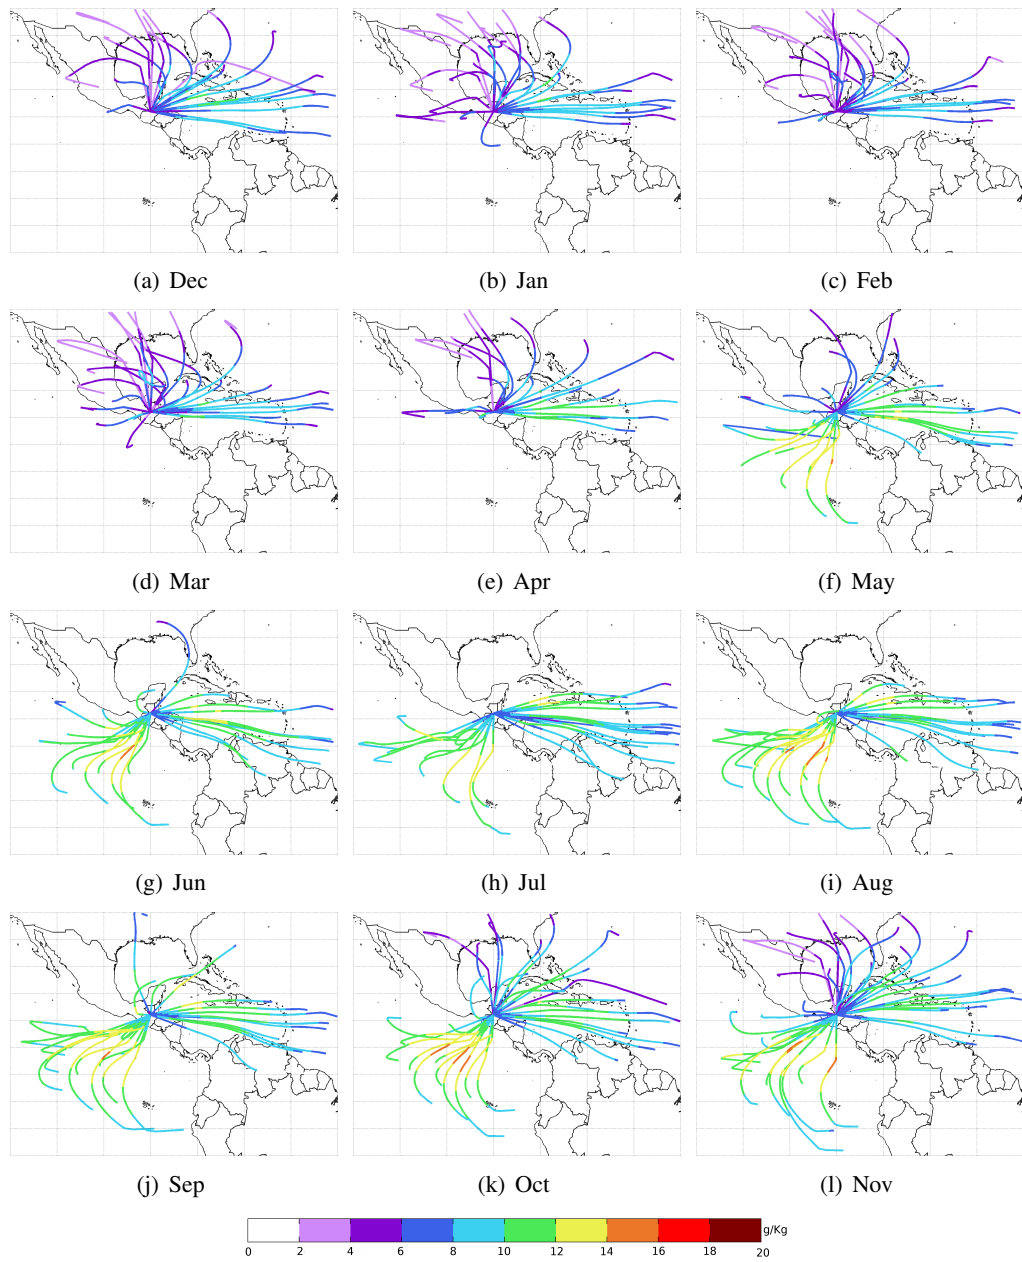 (a) Dec (b) Jan (c) Feb
(d) Mar (e) Apr (f) May
(g) Jun (h) Jul (i) Aug
(j) Sep (k) Oct (l) Nov
g/Kg
0 2 4 6 8 10 12 14 16 18 20